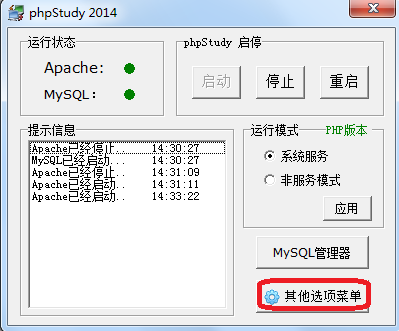 phpStudy 2014
运行状态
Apache:
MySQL:
phpStudy 启停
启动 停止 重启
提示信息
Apache已经停止.. 14:30:27
MySQL已经启动.. 14:30:27
Apache已经停止.. 14:31:09
Apache已经启动.. 14:31:11
Apache已经启动.. 14:33:22
运行模式 PHP版本
系统服务
非服务模式
应用
MySQL管理器
其他选项菜单